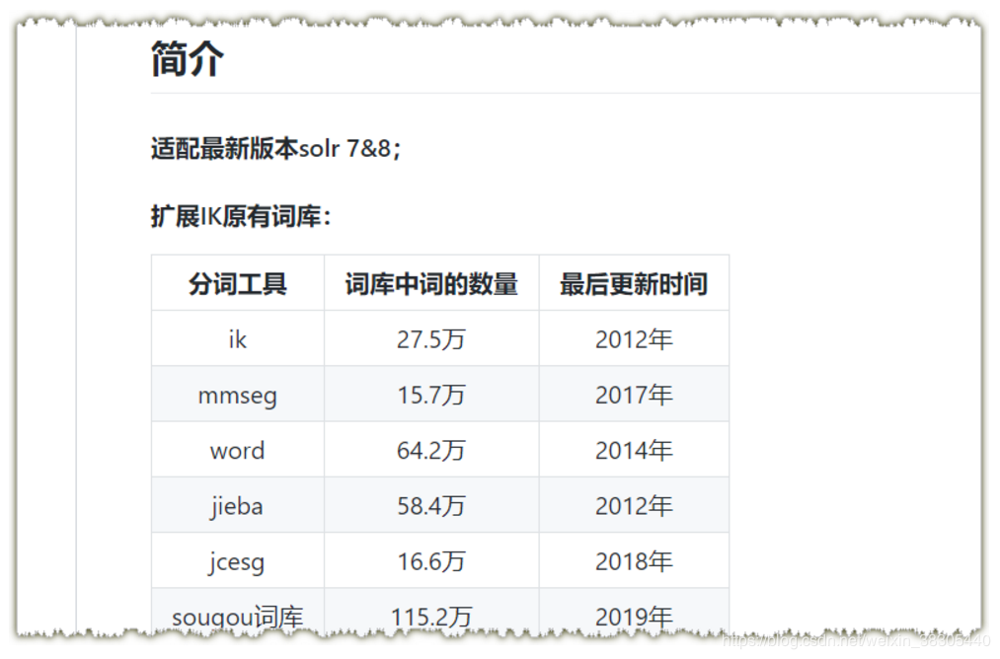 简介
适配最新版本solr 7&8；
扩展IK原有词库：
分词工具 词库中词的数量 最后更新时间
ik 27.5万 2012年
mmseg 15.7万 2017年
word 64.2万 2014年
jieba 58.4万 2012年
jcesg 16.6万 2018年
sougou词库 115.2万 2019年
https://blog.csdn.net/weixin_38305440